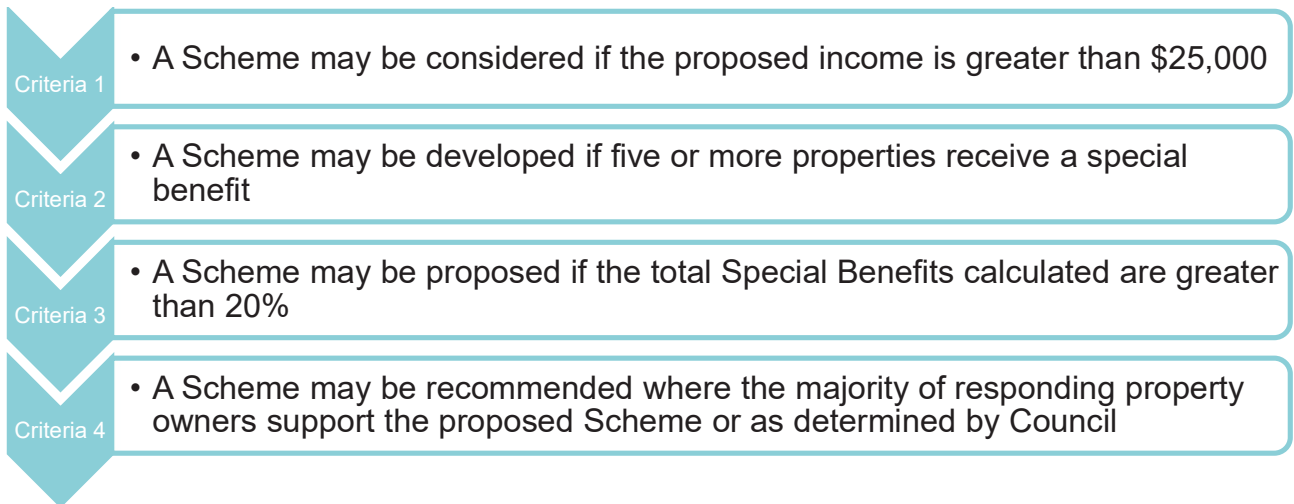 Criteria 1
• A Scheme may be considered if the proposed income is greater than $25,000
Criteria 2
• A Scheme may be developed if five or more properties receive a special
benefit
Criteria 3
• A Scheme may be proposed if the total Special Benefits calculated are greater
than 20%
Criteria 4
• A Scheme may be recommended where the majority of responding property
owners support the proposed Scheme or as determined by Council